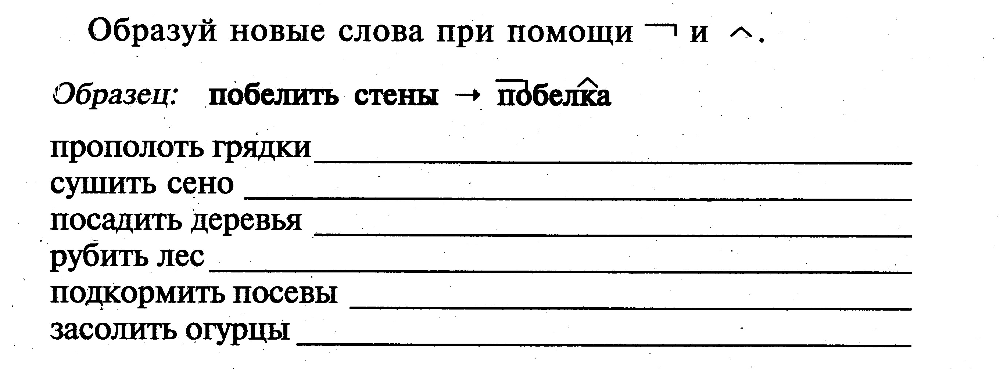 Образуй новые слова при помощи ¬ и ^.
Образец: побелить стены → побелка
прополоть грядки
сушить сено
посадить деревья
рубить лес
подкормить посевы
засолить огурцы